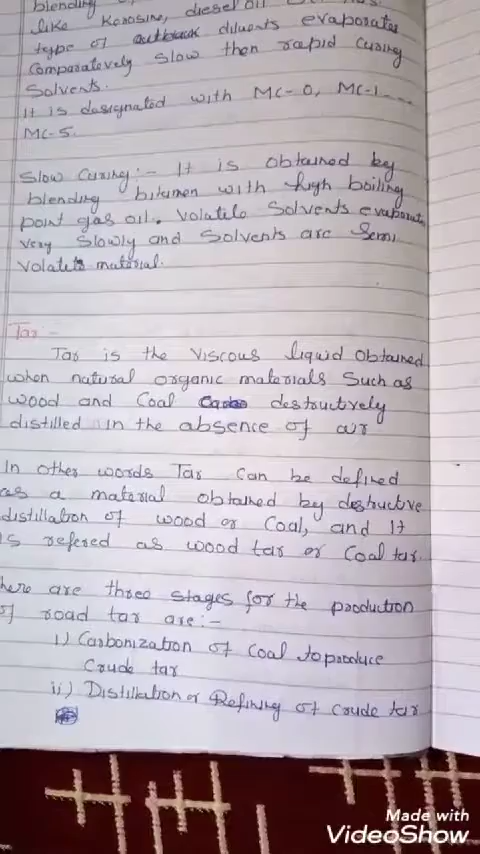 blending
like Kerosine, diesel oil
type of cutback diluents evaporates
Comparatevely slow then rapid curing
Solvents.
It is designated with MC-0, MC-1 ---
MC-5.
Slow Curing:- It is obtained by
blending bitumen with high boiling
point gas oil. Volatile Solvents evaporate
very slowly and Solvents are Semi
volatels material.
Tar:-
Tar is the viscous liquid obtained
when natural organic materials Such as
wood and Coal destructively
distilled in the absence of air
In other words Tar Can be defined
as a material obtained by destructive
distillation of wood or Coal, and It
is refered as wood tar or Coal tar.
here are three stages for the production
of road tar are:-
i) Carbonization of Coal to produce
Crude tar
ii) Distillation or Refining of Crude tar
Made with
VideoShow